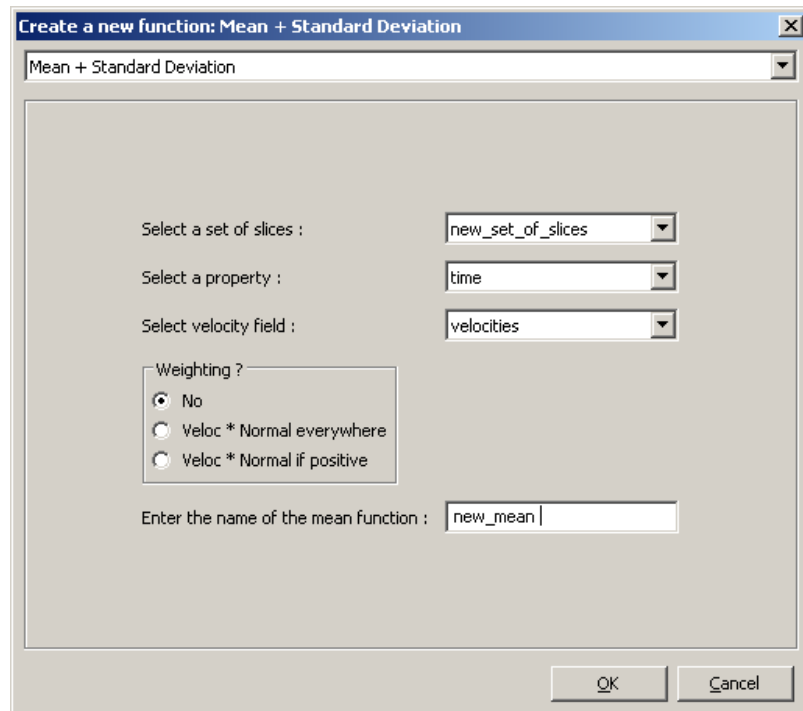 Create a new function: Mean + Standard Deviation
Mean + Standard Deviation
Select a set of slices : new_set_of_slices
Select a property : time
Select velocity field : velocities
Weighting ?
No
Veloc * Normal everywhere
Veloc * Normal if positive
Enter the name of the mean function : new_mean
OK Cancel